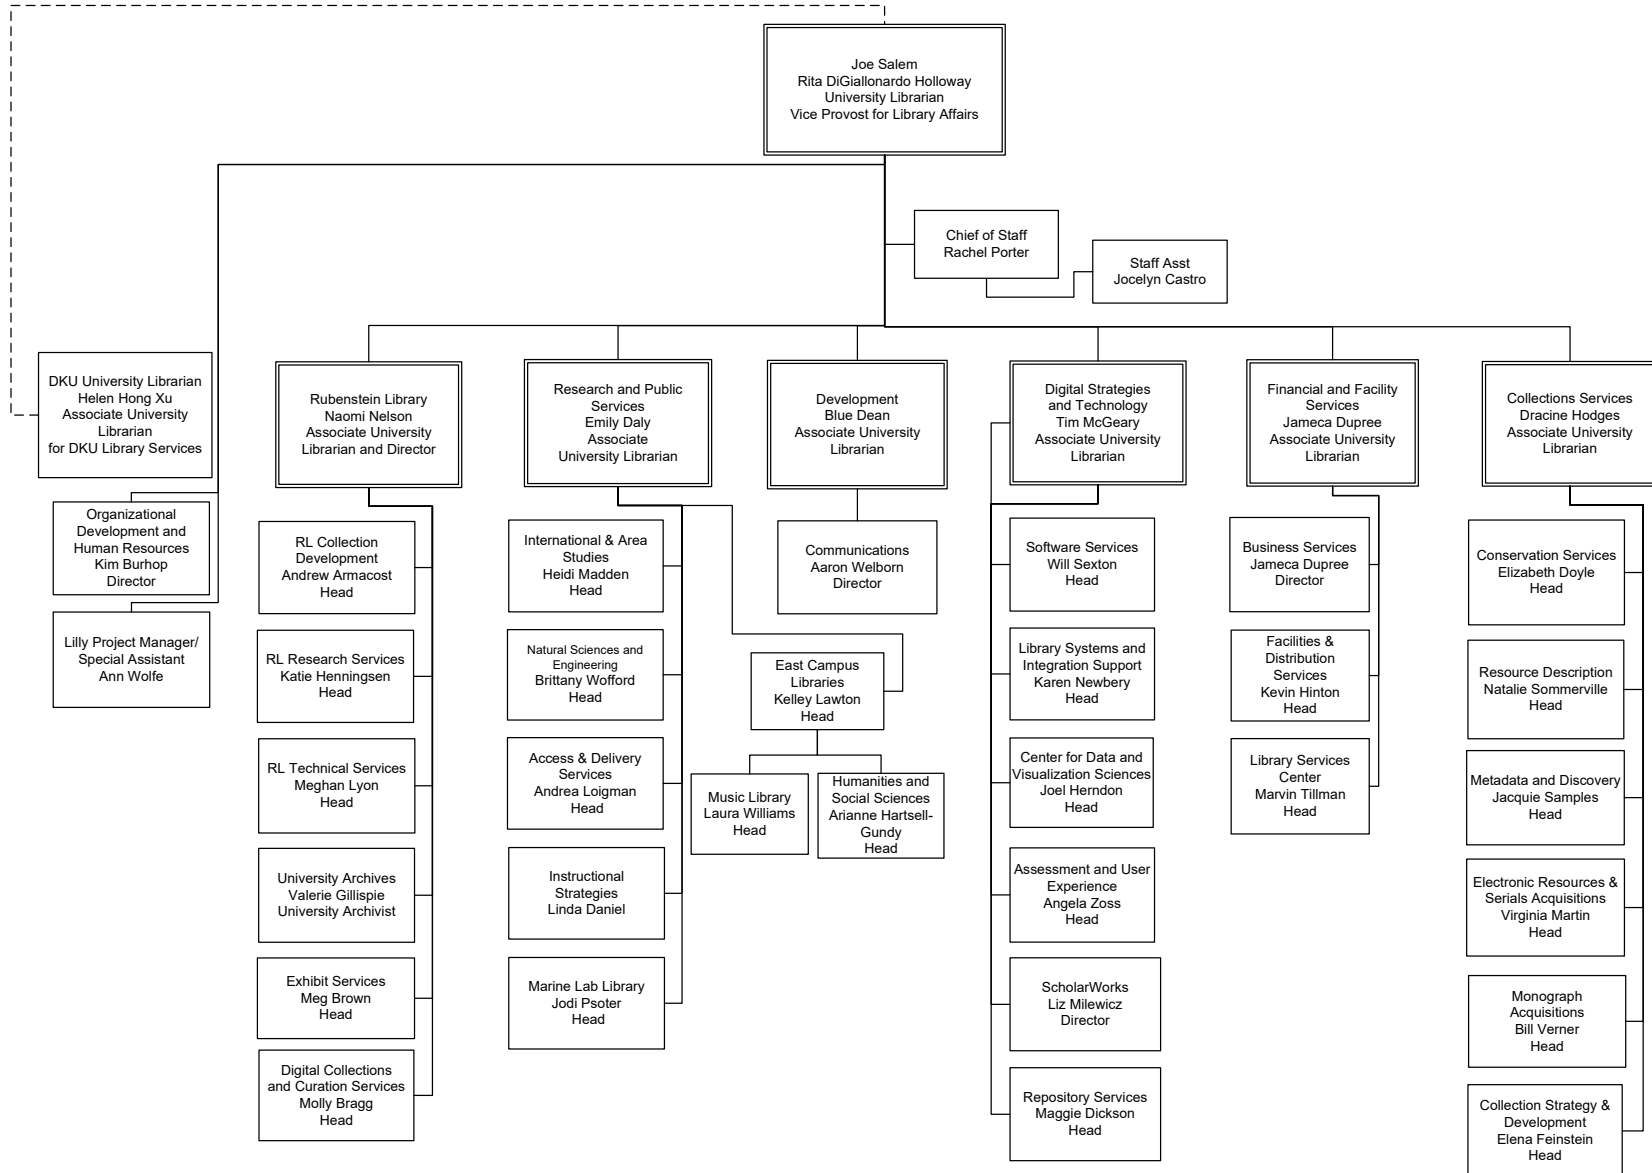 Joe Salem
Rita DiGiallonardo Holloway
University Librarian
Vice Provost for Library Affairs
Chief of Staff
Rachel Porter
Staff Asst
Jocelyn Castro
DKU University Librarian
Helen Hong Xu
Associate University
Librarian
for DKU Library Services
Organizational
Development and
Human Resources
Kim Burhop
Director
Lilly Project Manager/
Special Assistant
Ann Wolfe
Rubenstein Library
Naomi Nelson
Associate University
Librarian and Director
RL Collection
Development
Andrew Armacost
Head
RL Research Services
Katie Henningsen
Head
RL Technical Services
Meghan Lyon
Head
University Archives
Valerie Gillispie
University Archivist
Exhibit Services
Meg Brown
Head
Digital Collections
and Curation Services
Molly Bragg
Head
Research and Public
Services
Emily Daly
Associate
University Librarian
International & Area
Studies
Heidi Madden
Head
Natural Sciences and
Engineering
Brittany Wofford
Head
Access & Delivery
Services
Andrea Loigman
Head
Instructional
Strategies
Linda Daniel
Marine Lab Library
Jodi Psoter
Head
East Campus
Libraries
Kelley Lawton
Head
Music Library
Laura Williams
Head
Humanities and
Social Sciences
Arianne Hartsell-
Gundy
Head
Development
Blue Dean
Associate University
Librarian
Communications
Aaron Welborn
Director
Digital Strategies
and Technology
Tim McGeary
Associate University
Librarian
Software Services
Will Sexton
Head
Library Systems and
Integration Support
Karen Newbery
Head
Center for Data and
Visualization Sciences
Joel Herndon
Head
Assessment and User
Experience
Angela Zoss
Head
ScholarWorks
Liz Milewicz
Director
Repository Services
Maggie Dickson
Head
Financial and Facility
Services
Jameca Dupree
Associate University
Librarian
Business Services
Jameca Dupree
Director
Facilities &
Distribution
Services
Kevin Hinton
Head
Library Services
Center
Marvin Tillman
Head
Collections Services
Dracine Hodges
Associate University
Librarian
Conservation Services
Elizabeth Doyle
Head
Resource Description
Natalie Sommerville
Head
Metadata and Discovery
Jacquie Samples
Head
Electronic Resources &
Serials Acquisitions
Virginia Martin
Head
Monograph
Acquisitions
Bill Verner
Head
Collection Strategy &
Development
Elena Feinstein
Head